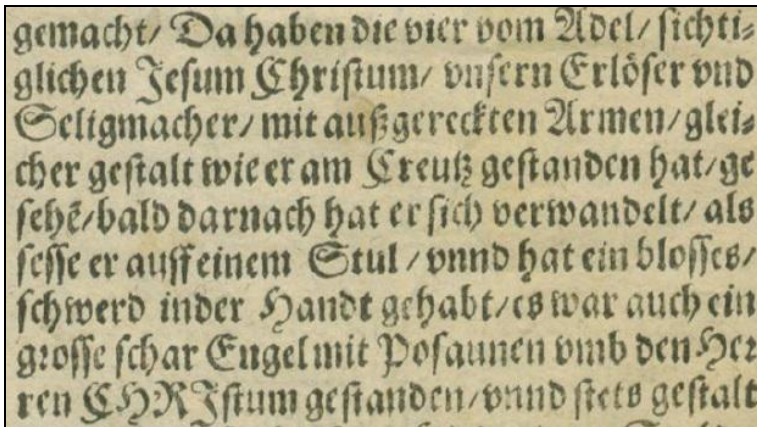 gemacht/ Da haben die vier vom Adel/ sichti⸗
glichen Jesum Christum/ vnsern Erlöser vnd
Seligmacher/ mit außgereckten Armen/ glei⸗
cher gestalt wie er am Creutz gestanden hat/ ge
sehẽ/ bald darnach hat er sich verwandelt/ als
sesse er auff einem Stul / vnnd hat ein blosses/
schwerd inder Handt gehabt/ es war auch ein
grosse schar Engel mit Posaunen vmb den Her
ren CHRJstum gestanden/ vnnd stets gestalt